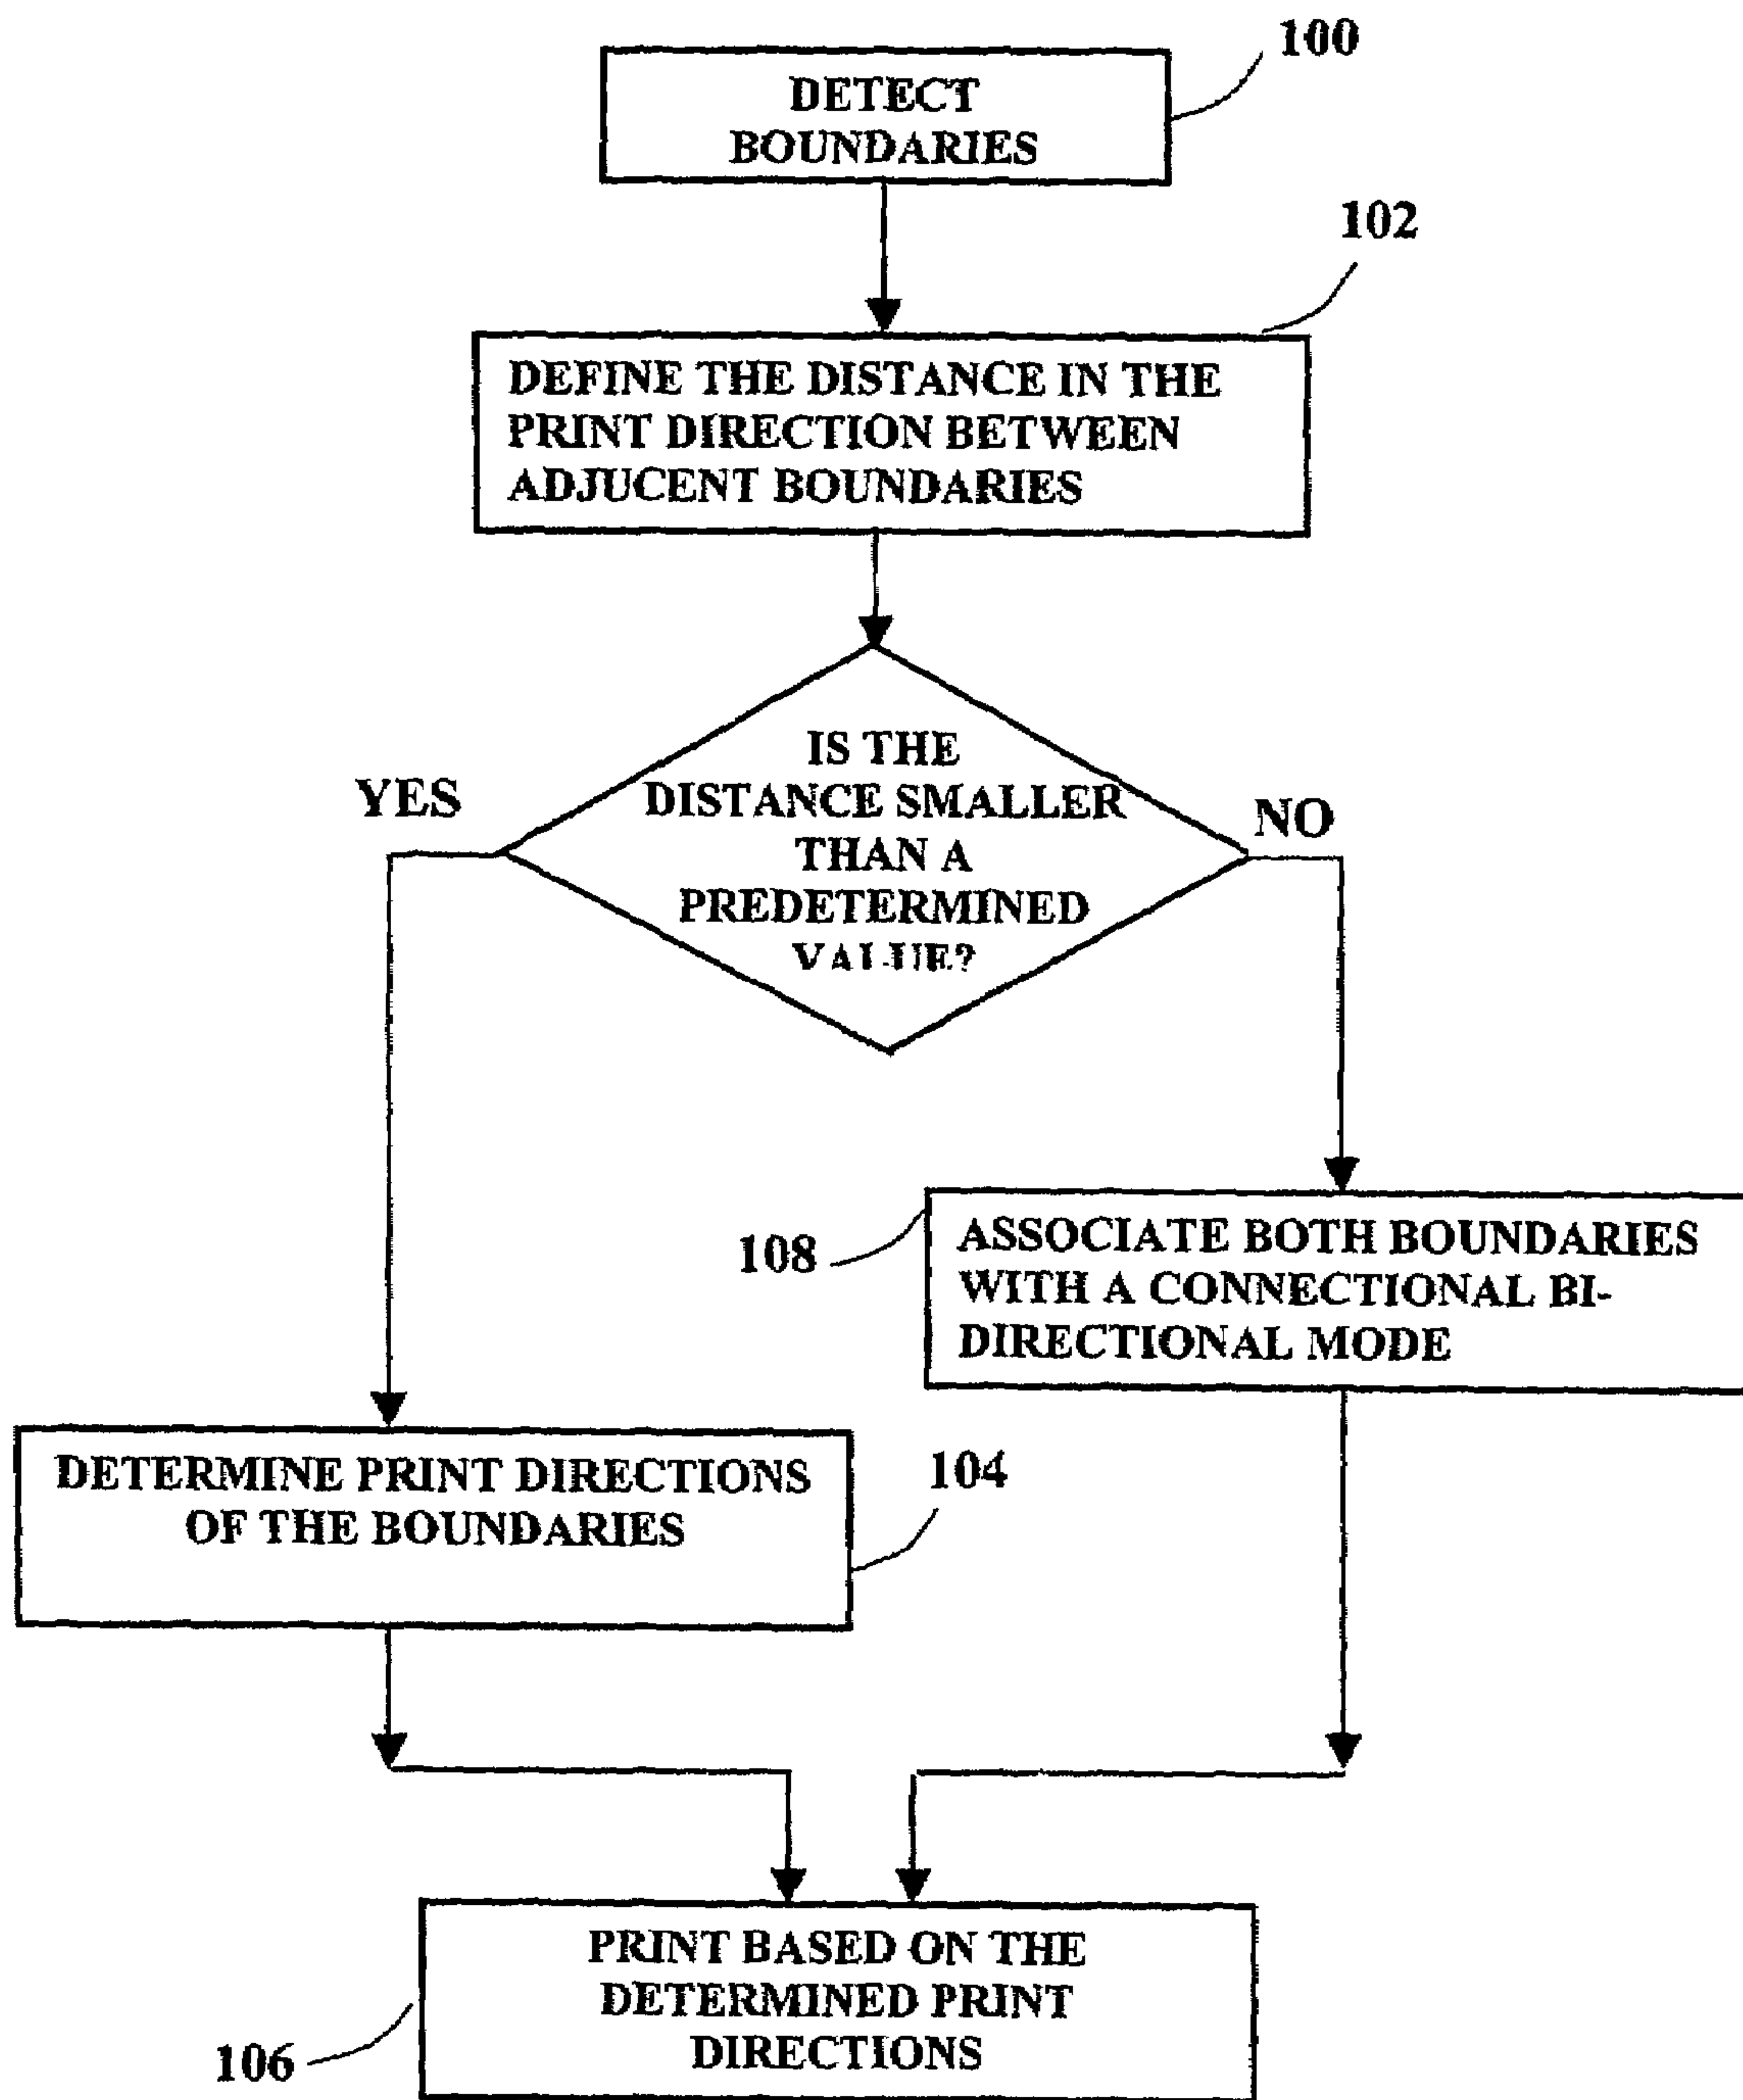 100
DETECT
BOUNDARIES
102
DEFINE THE DISTANCE IN THE
PRINT DIRECTION BETWEEN
ADJUCENT BOUNDARIES
IS THE
DISTANCE SMALLER
THAN A
PREDETERMINED
VALUE?
YES
NO
108
ASSOCIATE BOTH BOUNDARIES
WITH A CONNECTIONAL BI-
DIRECTIONAL MODE
DETERMINE PRINT DIRECTIONS
OF THE BOUNDARIES
104
PRINT BASED ON THE
DETERMINED PRINT
DIRECTIONS
106